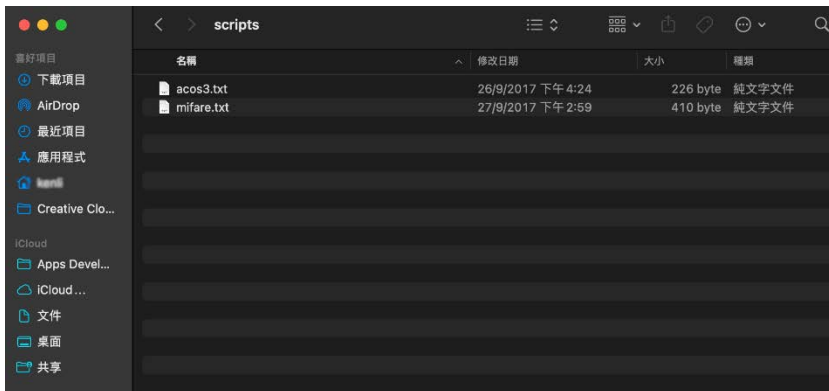 scripts
喜好項目
下載項目
AirDrop
最近項目
應用程式
Creative Clo...
iCloud
Apps Devel...
iCloud ...
文件
桌面
共享
名稱 修改日期 大小 種類
acos3.txt 26/9/2017 下午 4:24 226 byte 純文字文件
mifare.txt 27/9/2017 下午 2:59 410 byte 純文字文件